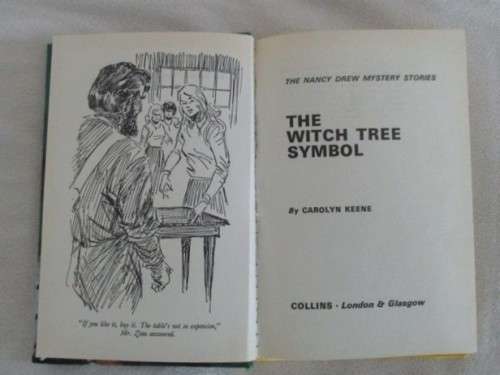 "If you like it, buy it. The table's not so expensive,"
Mr. Zinn answered.
THE NANCY DREW MYSTERY STORIES
THE
WITCH TREE
SYMBOL
By CAROLYN KEENE
COLLINS · London & Glasgow